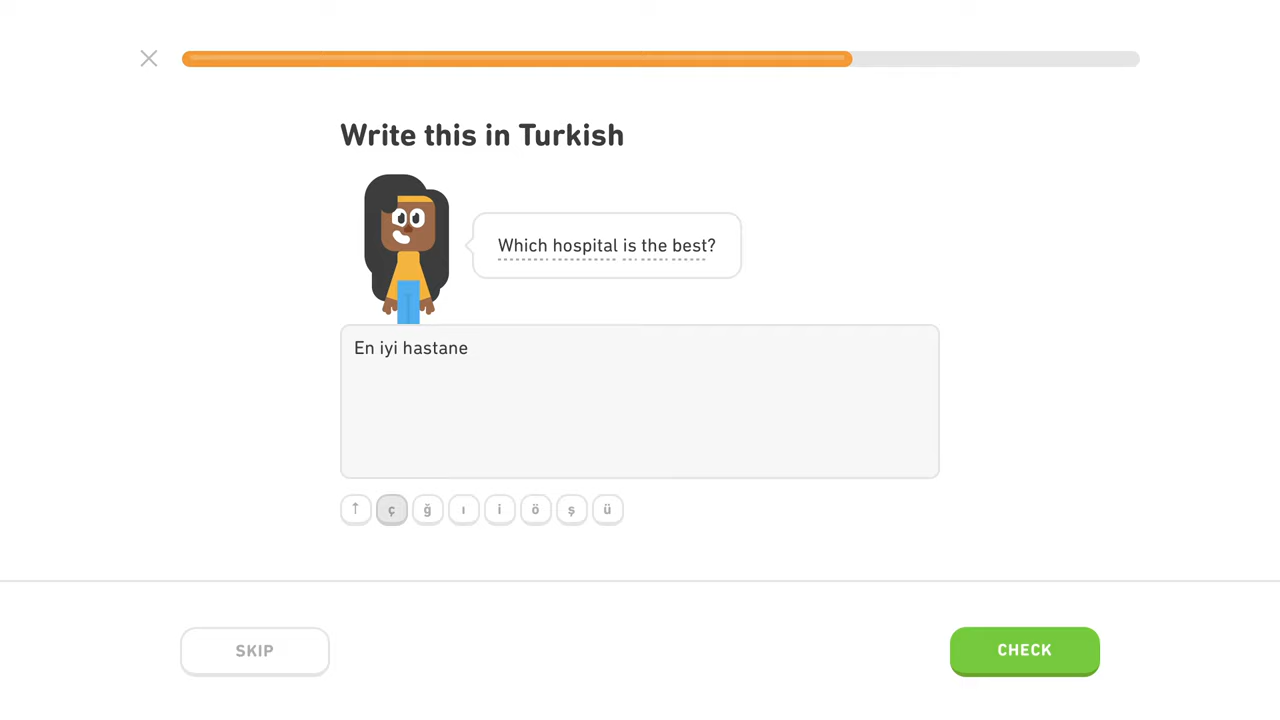 Write this in Turkish
Which hospital is the best?
En iyi hastane
↑ ç ğ ı i ö ş ü
SKIP
CHECK